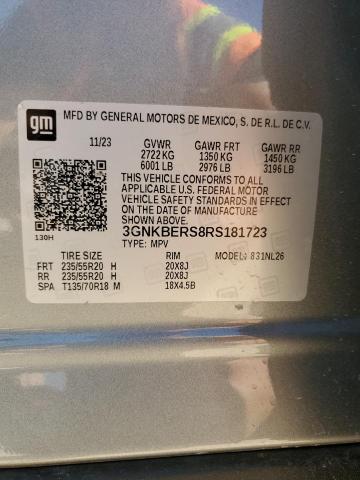 gm
MFD BY GENERAL MOTORS DE MEXICO, S. DE R.L. DE C.V.
11/23 GVWR GAWR FRT GAWR RR
2722 KG 1350 KG 1450 KG
6001 LB 2976 LB 3196 LB
THIS VEHICLE CONFORMS TO ALL
APPLICABLE U.S. FEDERAL MOTOR
VEHICLE SAFETY STANDARDS IN EFFECT
ON THE DATE OF MANUFACTURE
SHOWN ABOVE.
130H 3GNKBERS8RS181723
TYPE: MPV
TIRE SIZE RIM MODEL: 831NL26
FRT 235/55R20 H 20X8J
RR 235/55R20 H 20X8J
SPA T135/70R18 M 18X4.5B